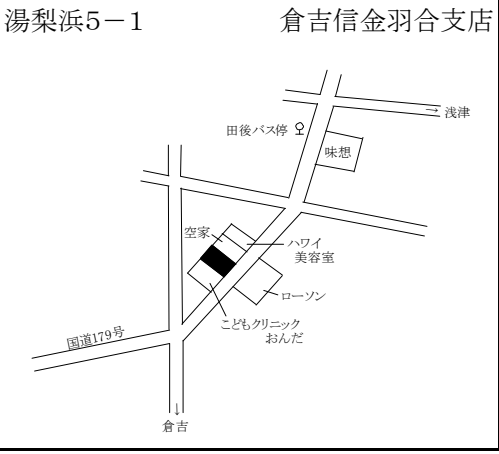 湯梨浜5－1
倉吉信金羽合支店
→ 浅津
田後バス停
味想
空家
ハワイ
美容室
ローソン
こどもクリニック
おんだ
国道179号
↓
倉吉